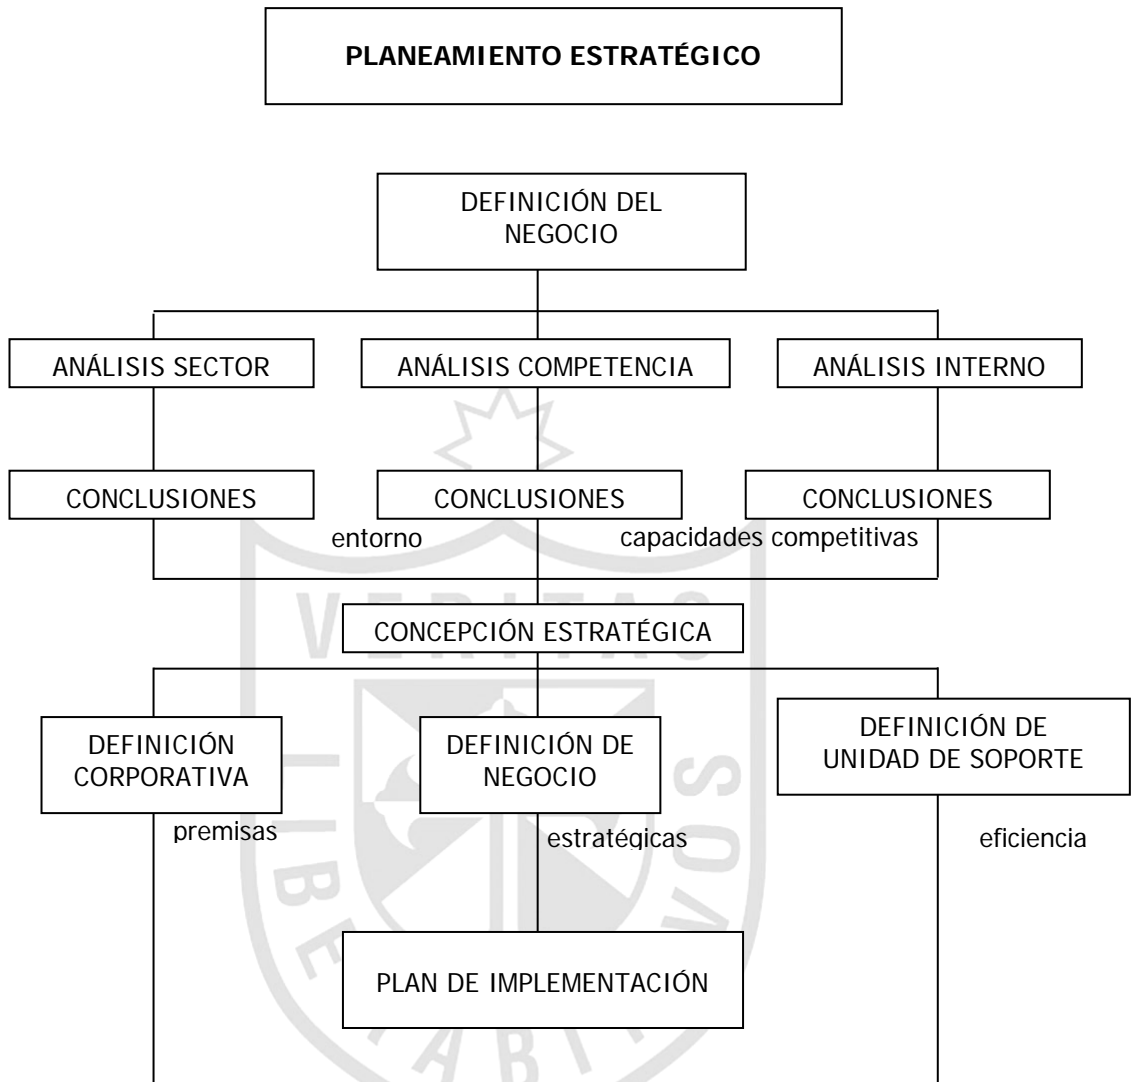 PLANEAMIENTO ESTRATÉGICO
DEFINICIÓN DEL
NEGOCIO
ANÁLISIS SECTOR
ANÁLISIS COMPETENCIA
ANÁLISIS INTERNO
CONCLUSIONES
CONCLUSIONES
CONCLUSIONES
entorno
capacidades competitivas
VERITAS
CONCEPCIÓN ESTRATÉGICA
DEFINICIÓN
CORPORATIVA
DEFINICIÓN DE
NEGOCIO
DEFINICIÓN DE
UNIDAD DE SOPORTE
premisas
estratégicas
eficiencia
PLAN DE IMPLEMENTACIÓN